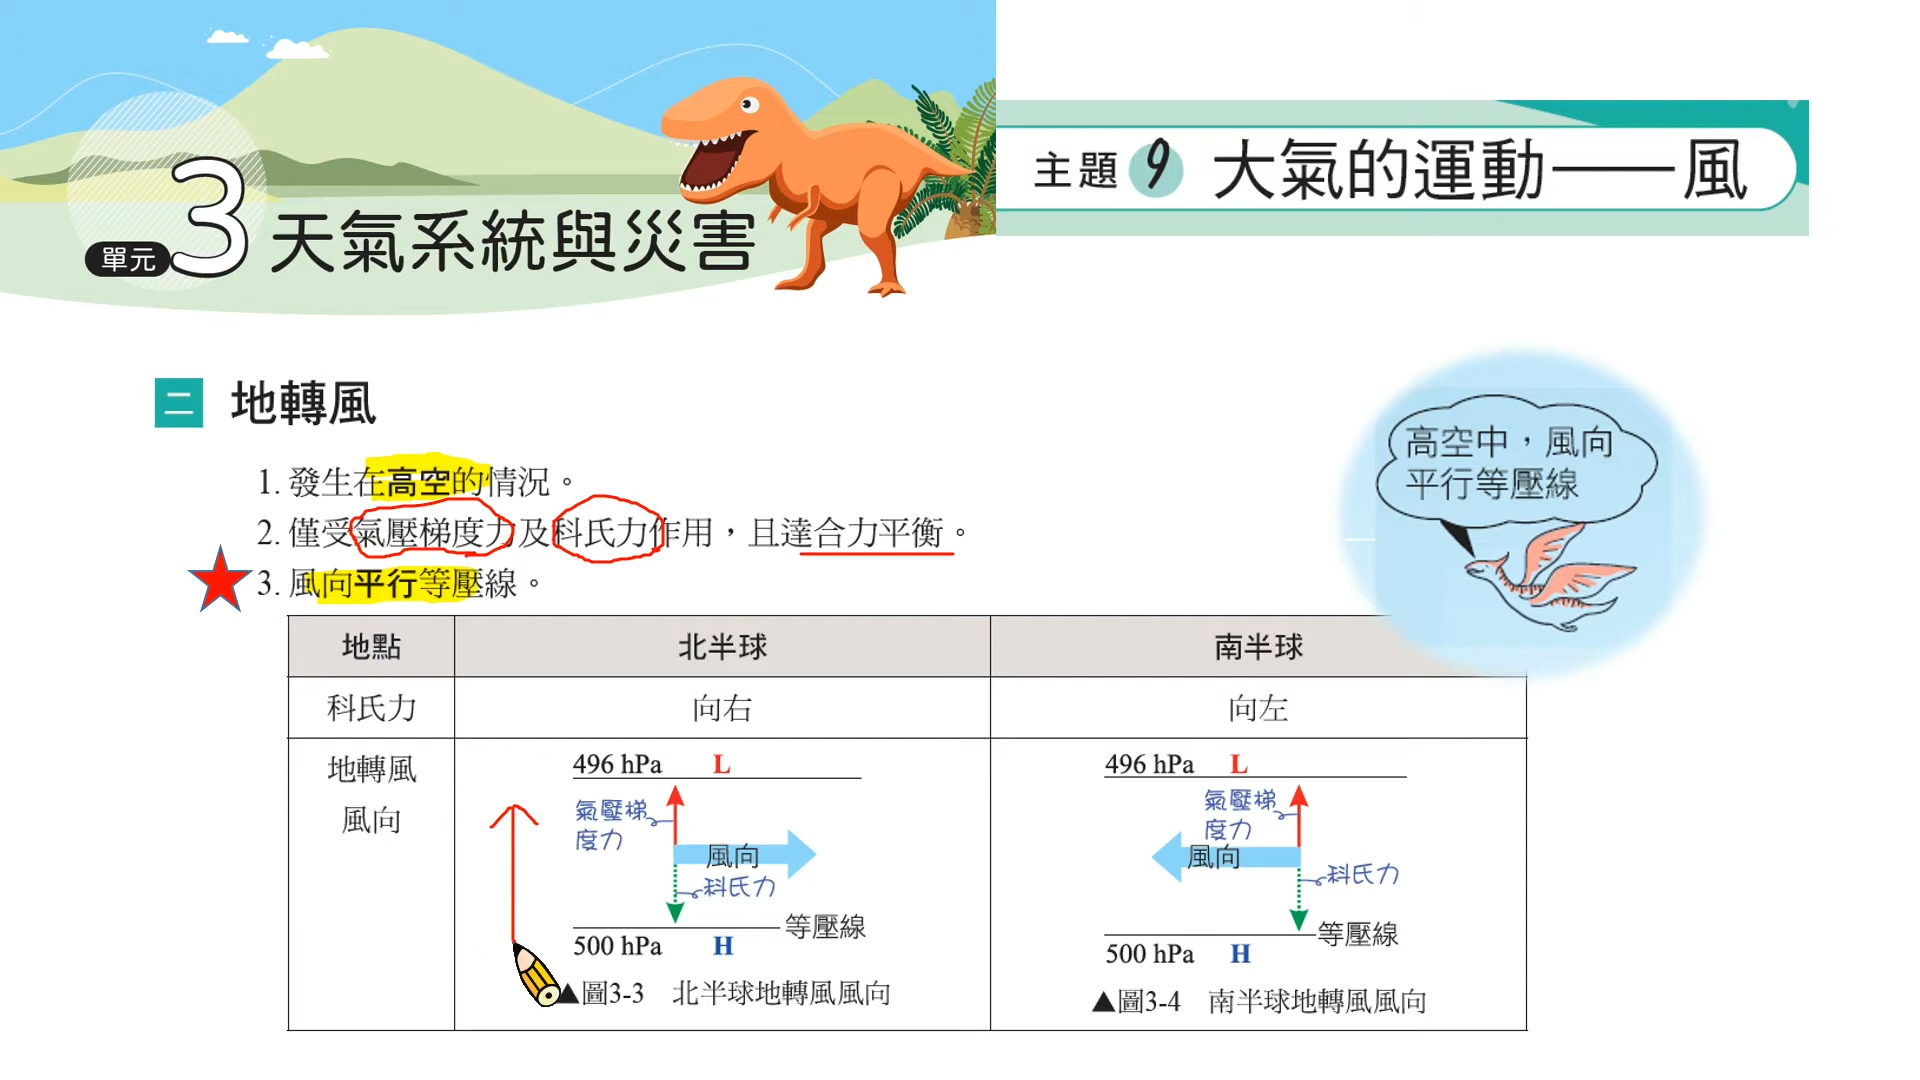 單元3 天氣系統與災害
主題9 大氣的運動——風
二 地轉風
1. 發生在高空的情況。
2. 僅受氣壓梯度力及科氏力作用，且達合力平衡。
3. 風向平行等壓線。
高空中，風向
平行等壓線
地點 北半球 南半球
科氏力 向右 向左
地轉風
風向
496 hPa L
氣壓梯
度力
風向
科氏力
等壓線
500 hPa H
▲圖3-3 北半球地轉風風向
496 hPa L
氣壓梯
度力
風向
科氏力
等壓線
500 hPa H
▲圖3-4 南半球地轉風風向